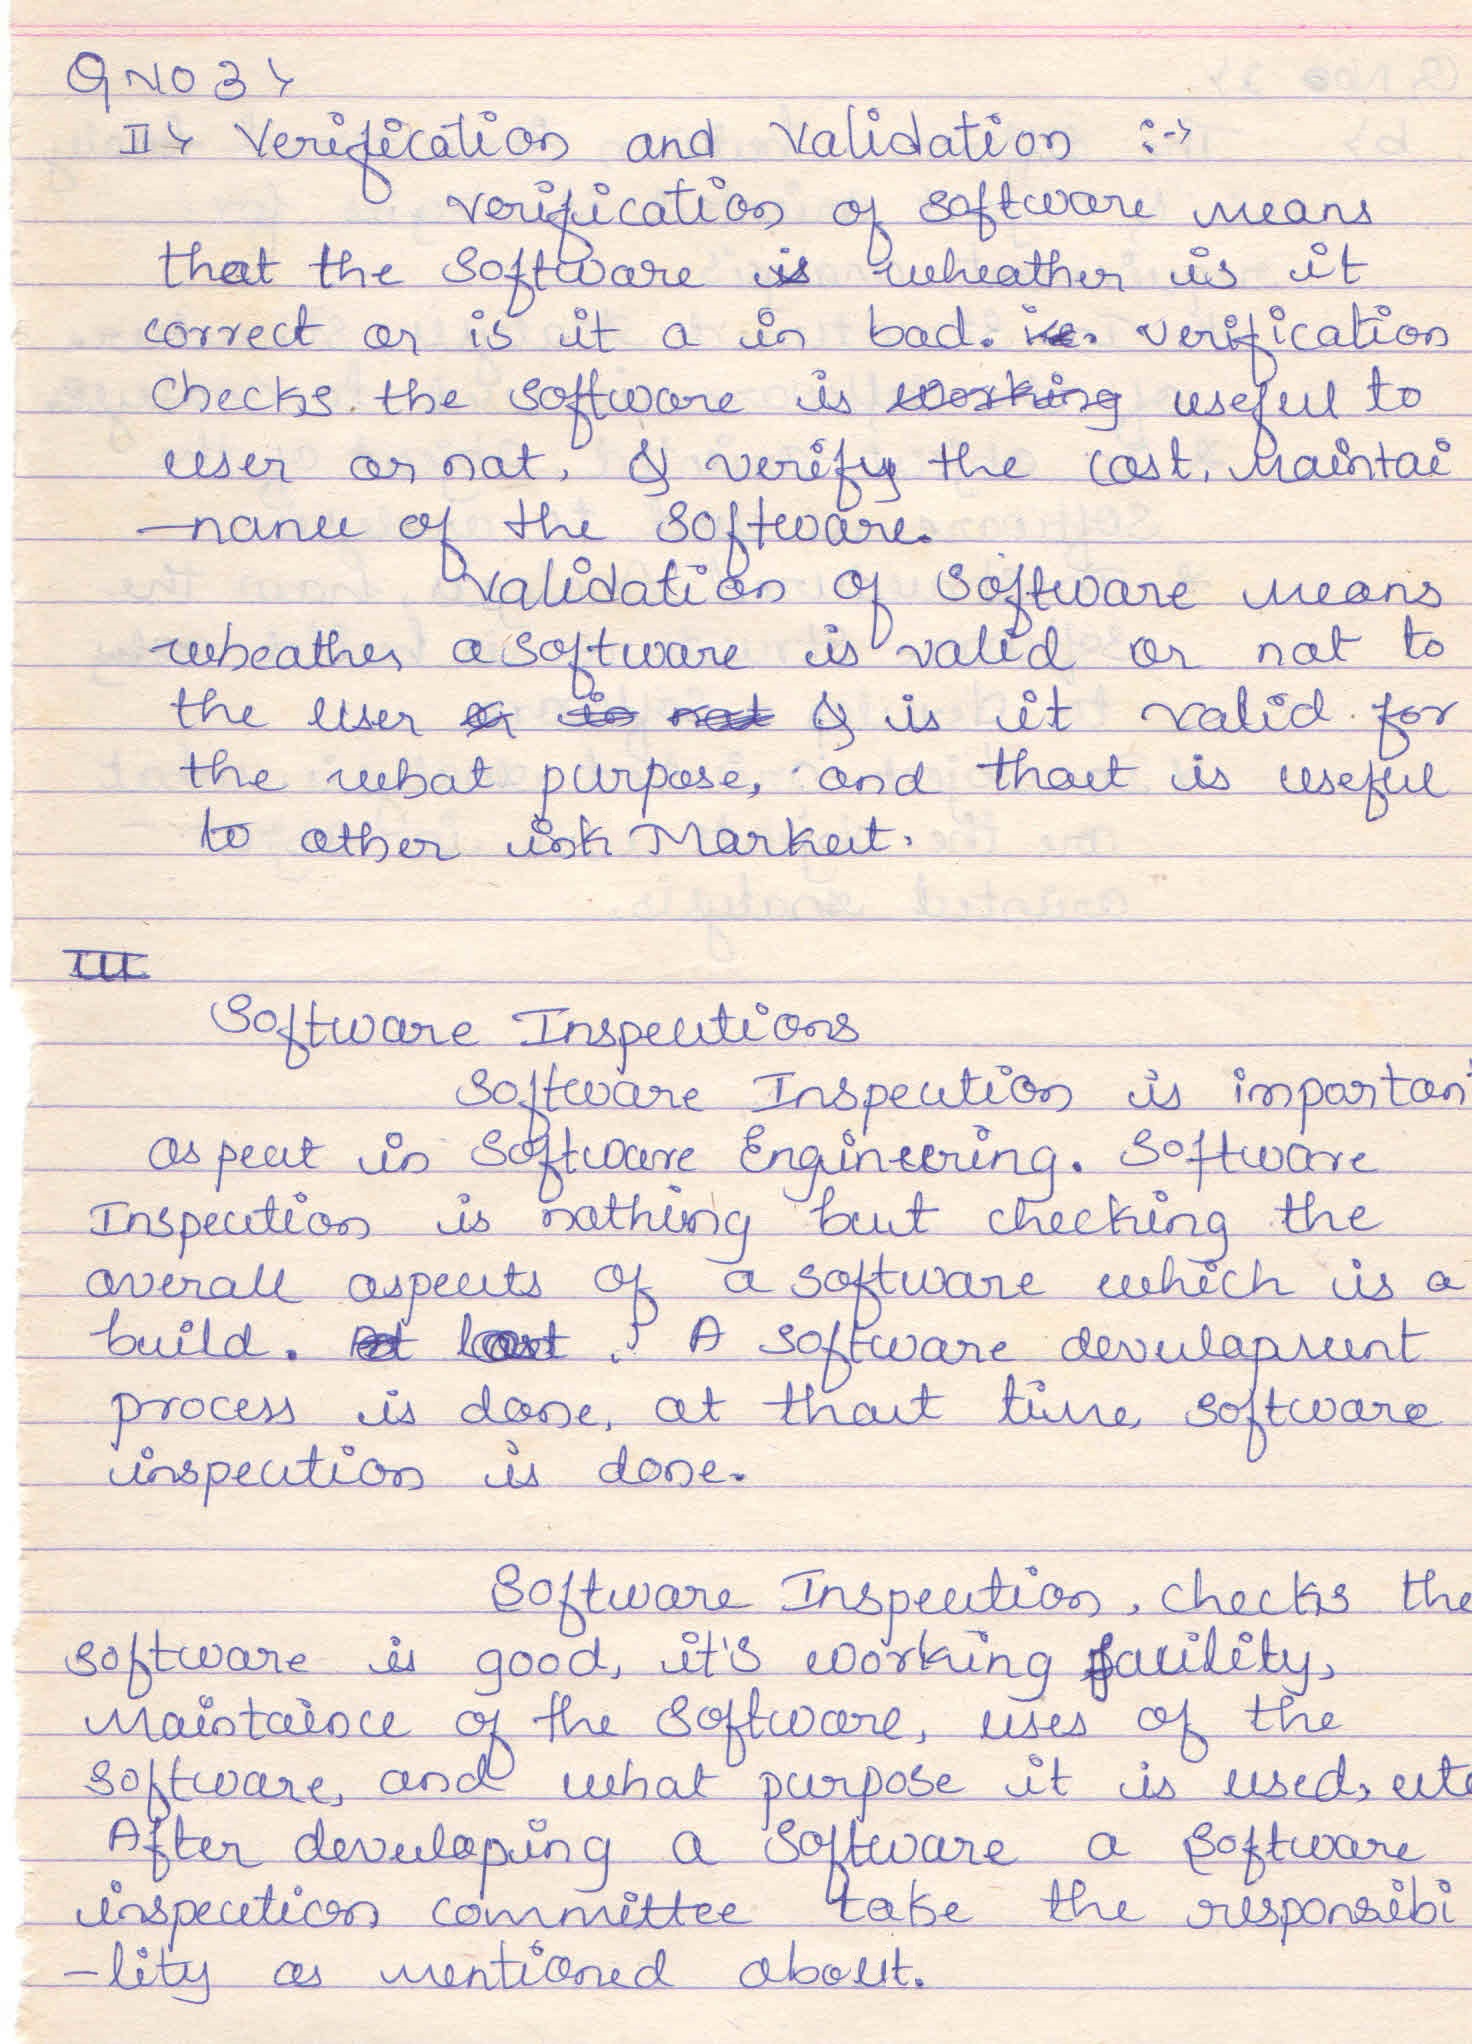 Q NO 3 >
II > Verification and validation :->
verification of software means
that the software is wheather is it
correct or is it a in bad. i.e. verification
checks the software is working useful to
user or not, & verify the cost, Maintai
-nance of the software.
validation of software means
wheather a software is valid or not to
the user or is not & is it valid for
the what purpose, and that is useful
to other ink Market.
III
Software Inspections
Software Inspection is important
aspect in Software Engineering. Software
Inspection is nothing but checking the
overall aspects of a software which is a
build. At last . A software development
process is done, at that time, software
inspection is done.
Software Inspection, checks the
software is good, it's working facility,
Maintaince of the software, uses of the
software, and what purpose it is used, etc
After developing a software a software
inspection committee take the responsibi
-lity as mentioned about.